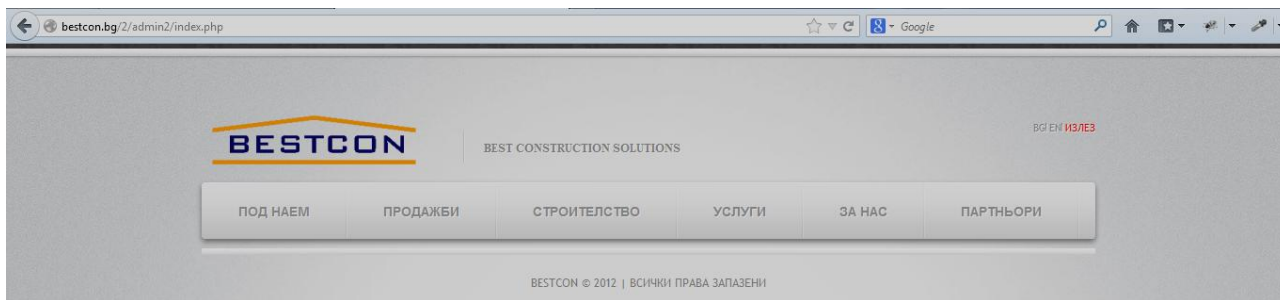 bestcon.bg/2/admin2/index.php
Google
BESTCON
BEST CONSTRUCTION SOLUTIONS
BG EN ИЗЛЕЗ
ПОД НАЕМ ПРОДАЖБИ СТРОИТЕЛСТВО УСЛУГИ ЗА НАС ПАРТНЬОРИ
BESTCON © 2012 | ВСИЧКИ ПРАВА ЗАПАЗЕНИ